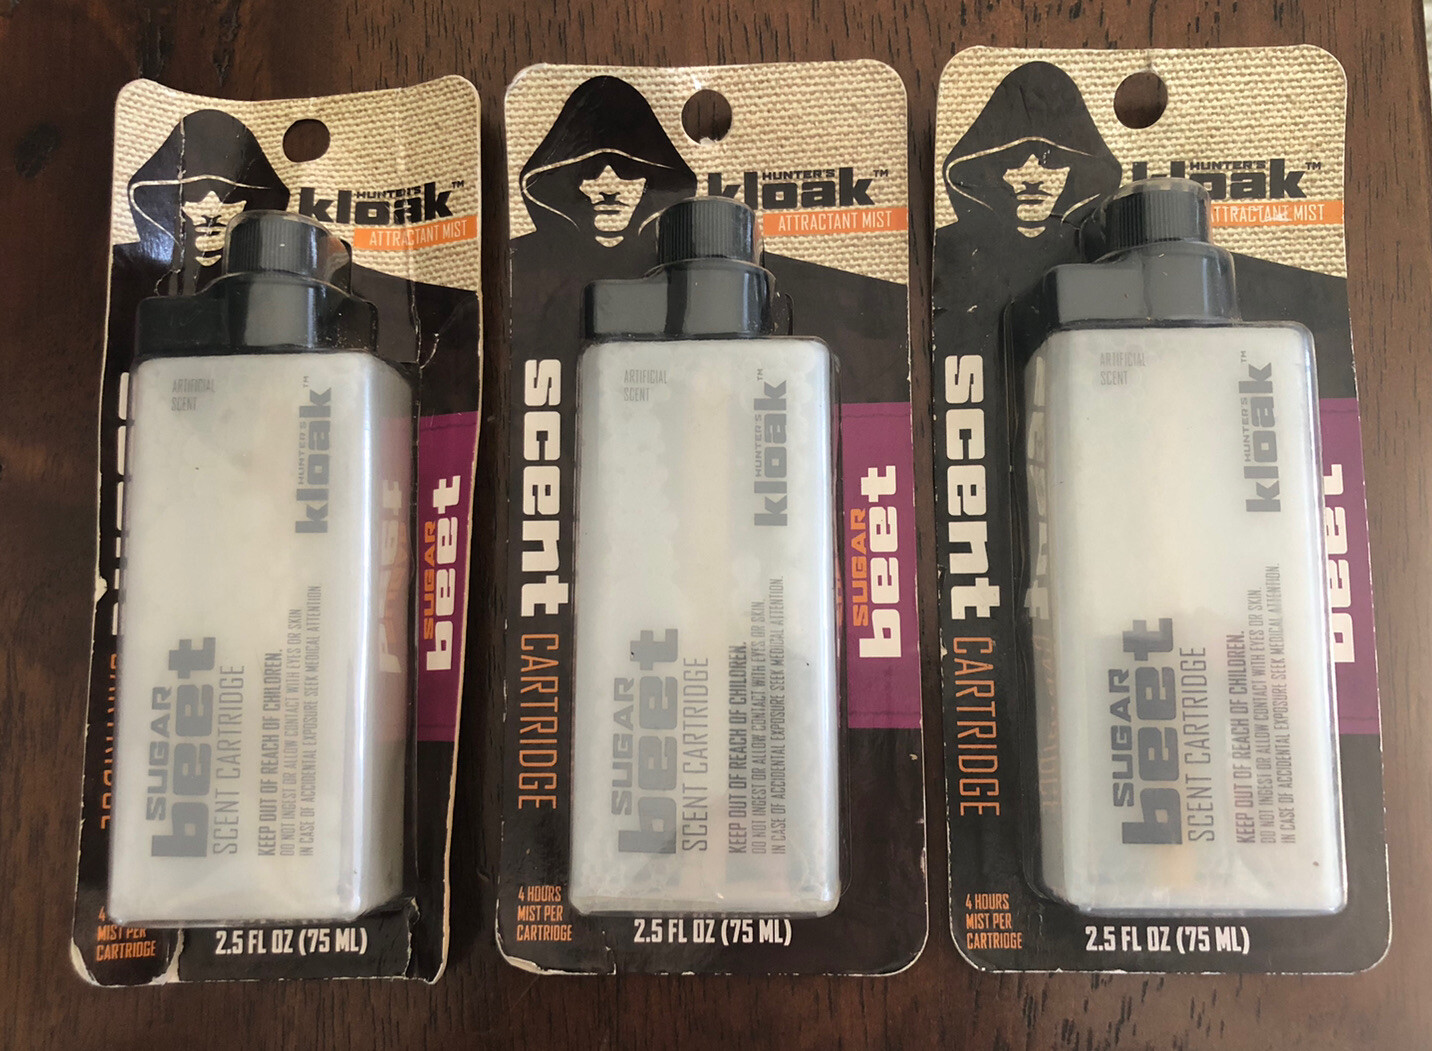 HUNTER'S
kloak™
ATTRACTANT MIST
ARTIFICIAL
SCENT
HUNTER'S
kloak™
SUGAR
beet
SUGAR
beet
SCENT CARTRIDGE
KEEP OUT OF REACH OF CHILDREN.
DO NOT INGEST OR ALLOW CONTACT WITH EYES OR SKIN.
IN CASE OF ACCIDENTAL EXPOSURE SEEK MEDICAL ATTENTION.
4
MIST PER
CARTRIDGE
2.5 FL OZ (75 ML)
HUNTER'S
kloak™
ATTRACTANT MIST
scent CARTRIDGE
ARTIFICIAL
SCENT
HUNTER'S
kloak™
SUGAR
beet
SUGAR
beet
SCENT CARTRIDGE
KEEP OUT OF REACH OF CHILDREN.
DO NOT INGEST OR ALLOW CONTACT WITH EYES OR SKIN.
IN CASE OF ACCIDENTAL EXPOSURE SEEK MEDICAL ATTENTION.
4 HOURS
MIST PER
CARTRIDGE
2.5 FL OZ (75 ML)
HUNTER'S
kloak™
ATTRACTANT MIST
scent CARTRIDGE
ARTIFICIAL
SCENT
HUNTER'S
kloak™
beet
SUGAR
beet
SCENT CARTRIDGE
KEEP OUT OF REACH OF CHILDREN.
DO NOT INGEST OR ALLOW CONTACT WITH EYES OR SKIN.
IN CASE OF ACCIDENTAL EXPOSURE SEEK MEDICAL ATTENTION.
4 HOURS
MIST PER
CARTRIDGE
2.5 FL OZ (75 ML)